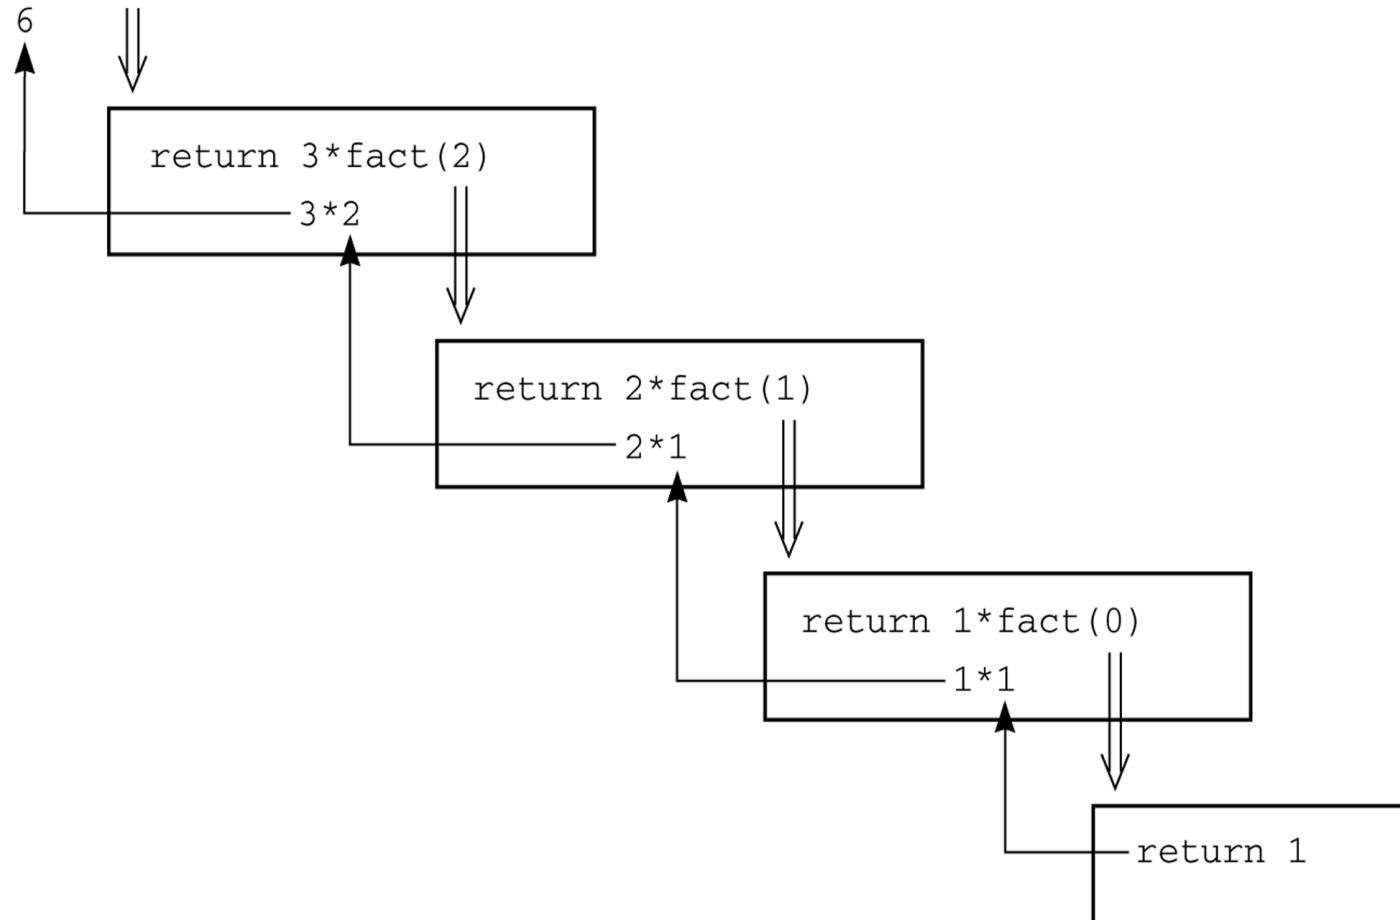 6
return 3*fact(2)
3*2
return 2*fact(1)
2*1
return 1*fact(0)
1*1
return 1